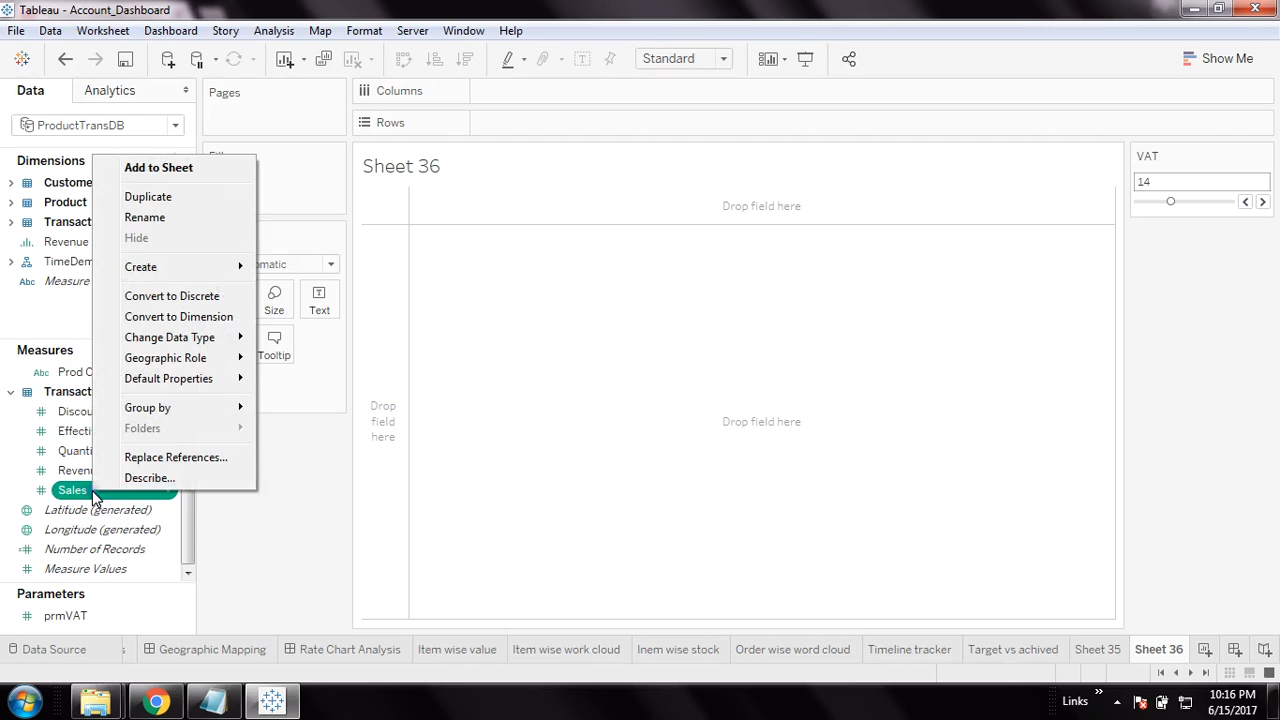 Tableau - Account_Dashboard
File Data Worksheet Dashboard Story Analysis Map Format Server Window Help
Standard
Show Me
Data Analytics
Pages
Columns
ProductTransDB
Rows
Sheet 36
VAT
14
Dimensions
Custome
Product
Transact
Revenue
TimeDem
Abc Measure
Add to Sheet
Duplicate
Rename
Hide
Create
Convert to Discrete
Convert to Dimension
Change Data Type
Geographic Role
Default Properties
Group by
Folders
Replace References...
Describe...
omatic
Size Text
Tooltip
Drop field here
Drop
field
here
Drop field here
Measures
Abc Prod C
Transact
Discou
Effecti
Quanti
Revenu
Sales
Latitude (generated)
Longitude (generated)
Number of Records
Measure Values
Parameters
prmVAT
Data Source s Geographic Mapping Rate Chart Analysis Item wise value Item wise work cloud Inem wise stock Order wise word cloud Timeline tracker Target vs achived Sheet 35 Sheet 36
Links
10:16 PM
6/15/2017